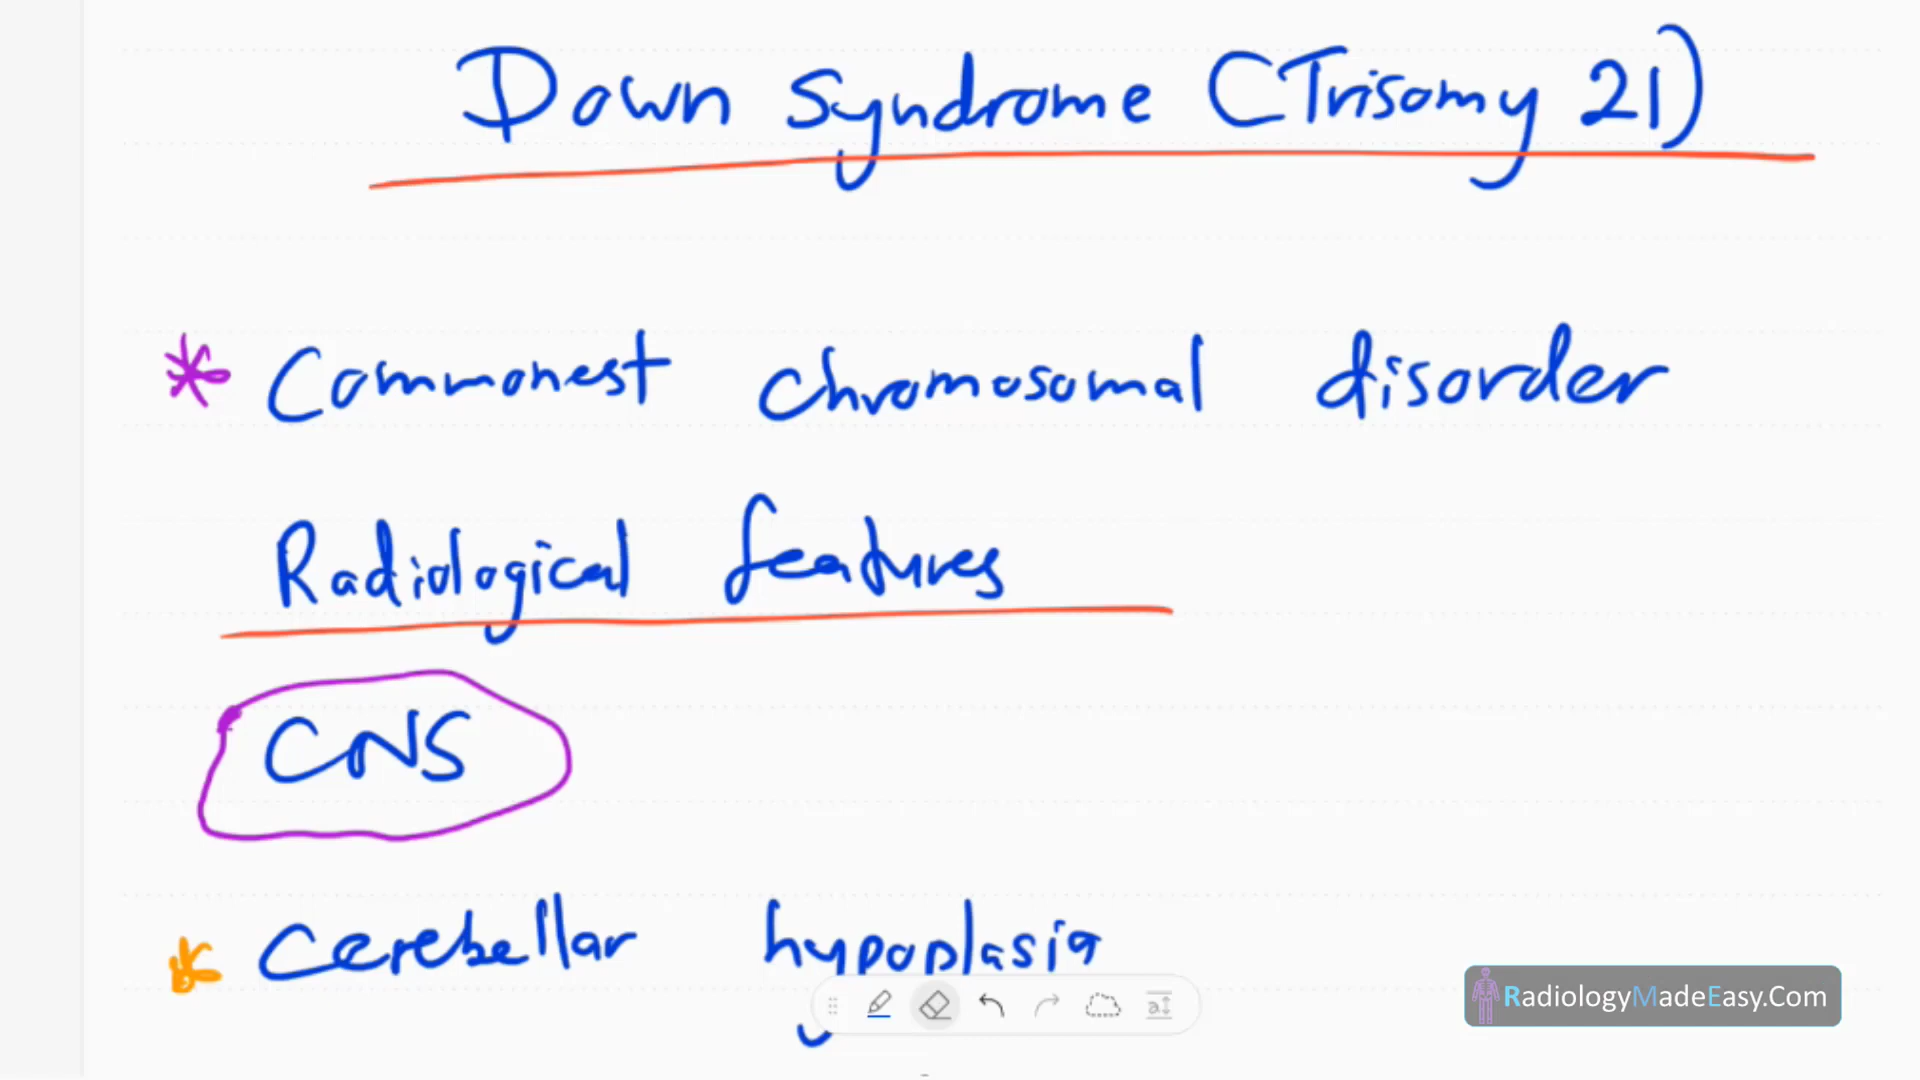 Down Syndrome (Trisomy 21)
* Commonest chromosomal disorder
Radiological features
CNS
* Cerebellar hypoplasia
RadiologyMadeEasy.Com